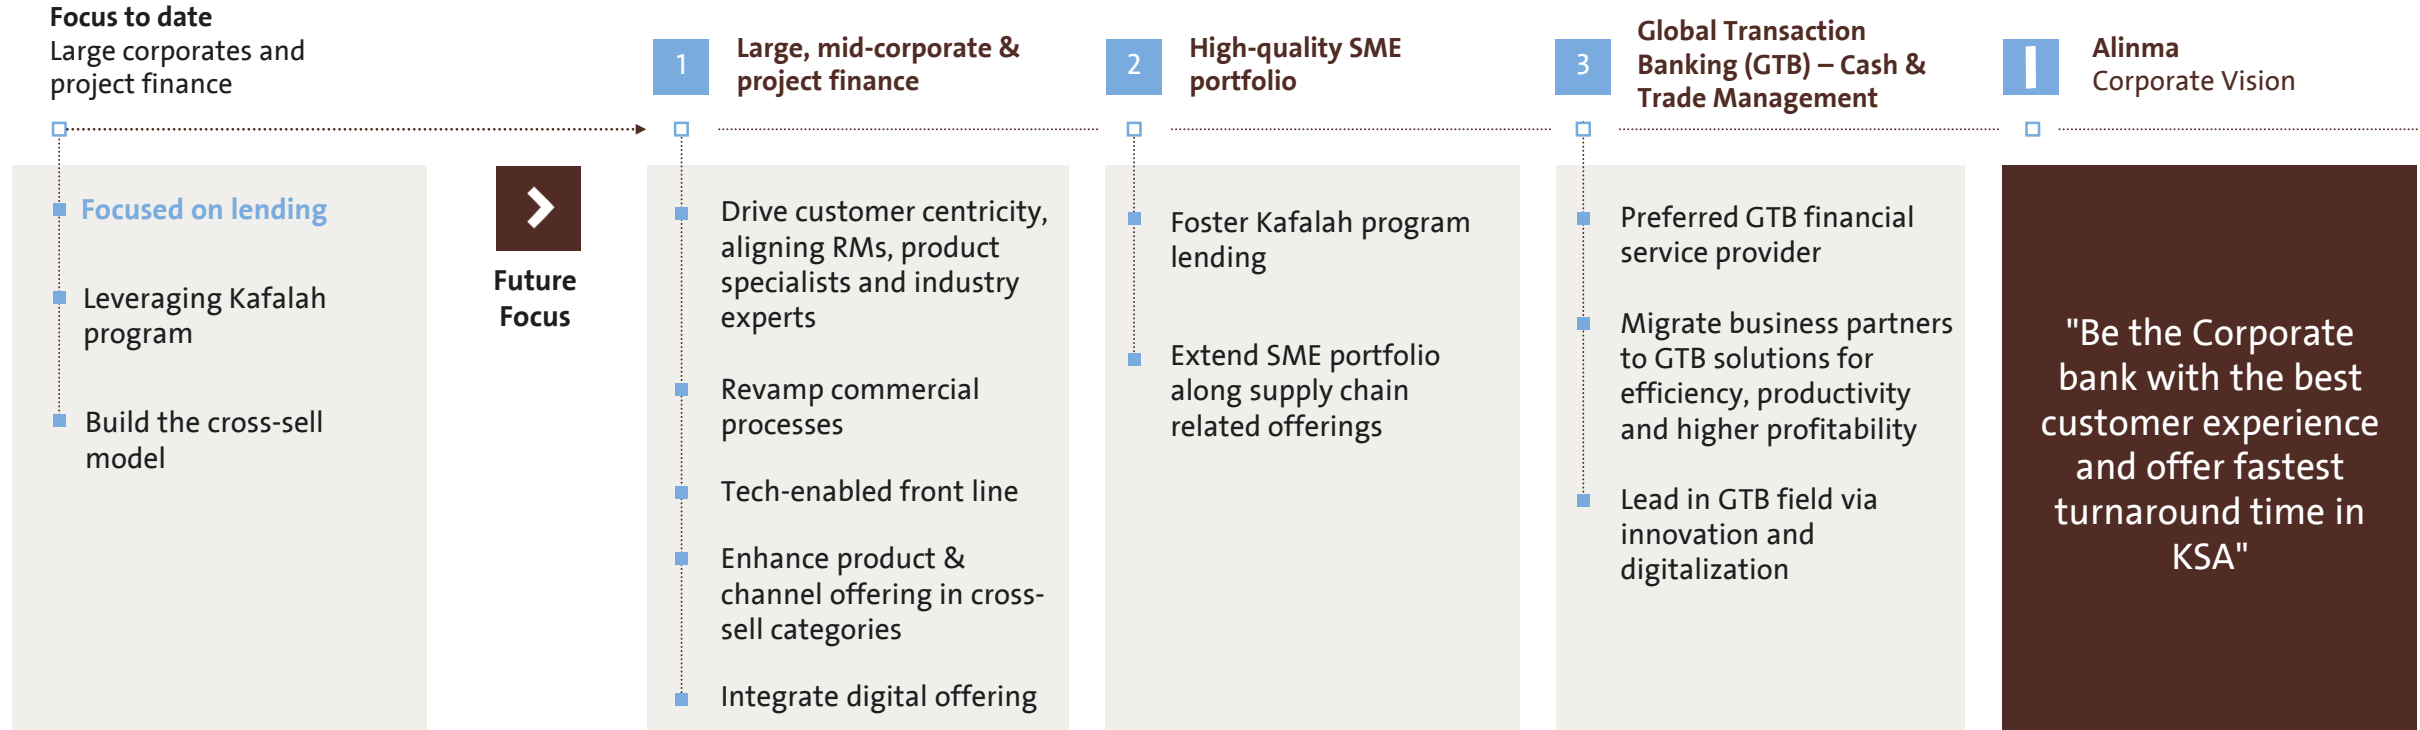 Focus to date
Large corporates and
project finance
Focused on lending
Leveraging Kafalah
program
Build the cross-sell
model
Future
Focus
1
Large, mid-corporate &
project finance
Drive customer centricity,
aligning RMs, product
specialists and industry
experts
Revamp commercial
processes
Tech-enabled front line
Enhance product &
channel offering in cross-
sell categories
Integrate digital offering
2
High-quality SME
portfolio
Foster Kafalah program
lending
Extend SME portfolio
along supply chain
related offerings
3
Global Transaction
Banking (GTB) – Cash &
Trade Management
Preferred GTB financial
service provider
Migrate business partners
to GTB solutions for
efficiency, productivity
and higher profitability
Lead in GTB field via
innovation and
digitalization
Alinma
Corporate Vision
"Be the Corporate
bank with the best
customer experience
and offer fastest
turnaround time in
KSA"